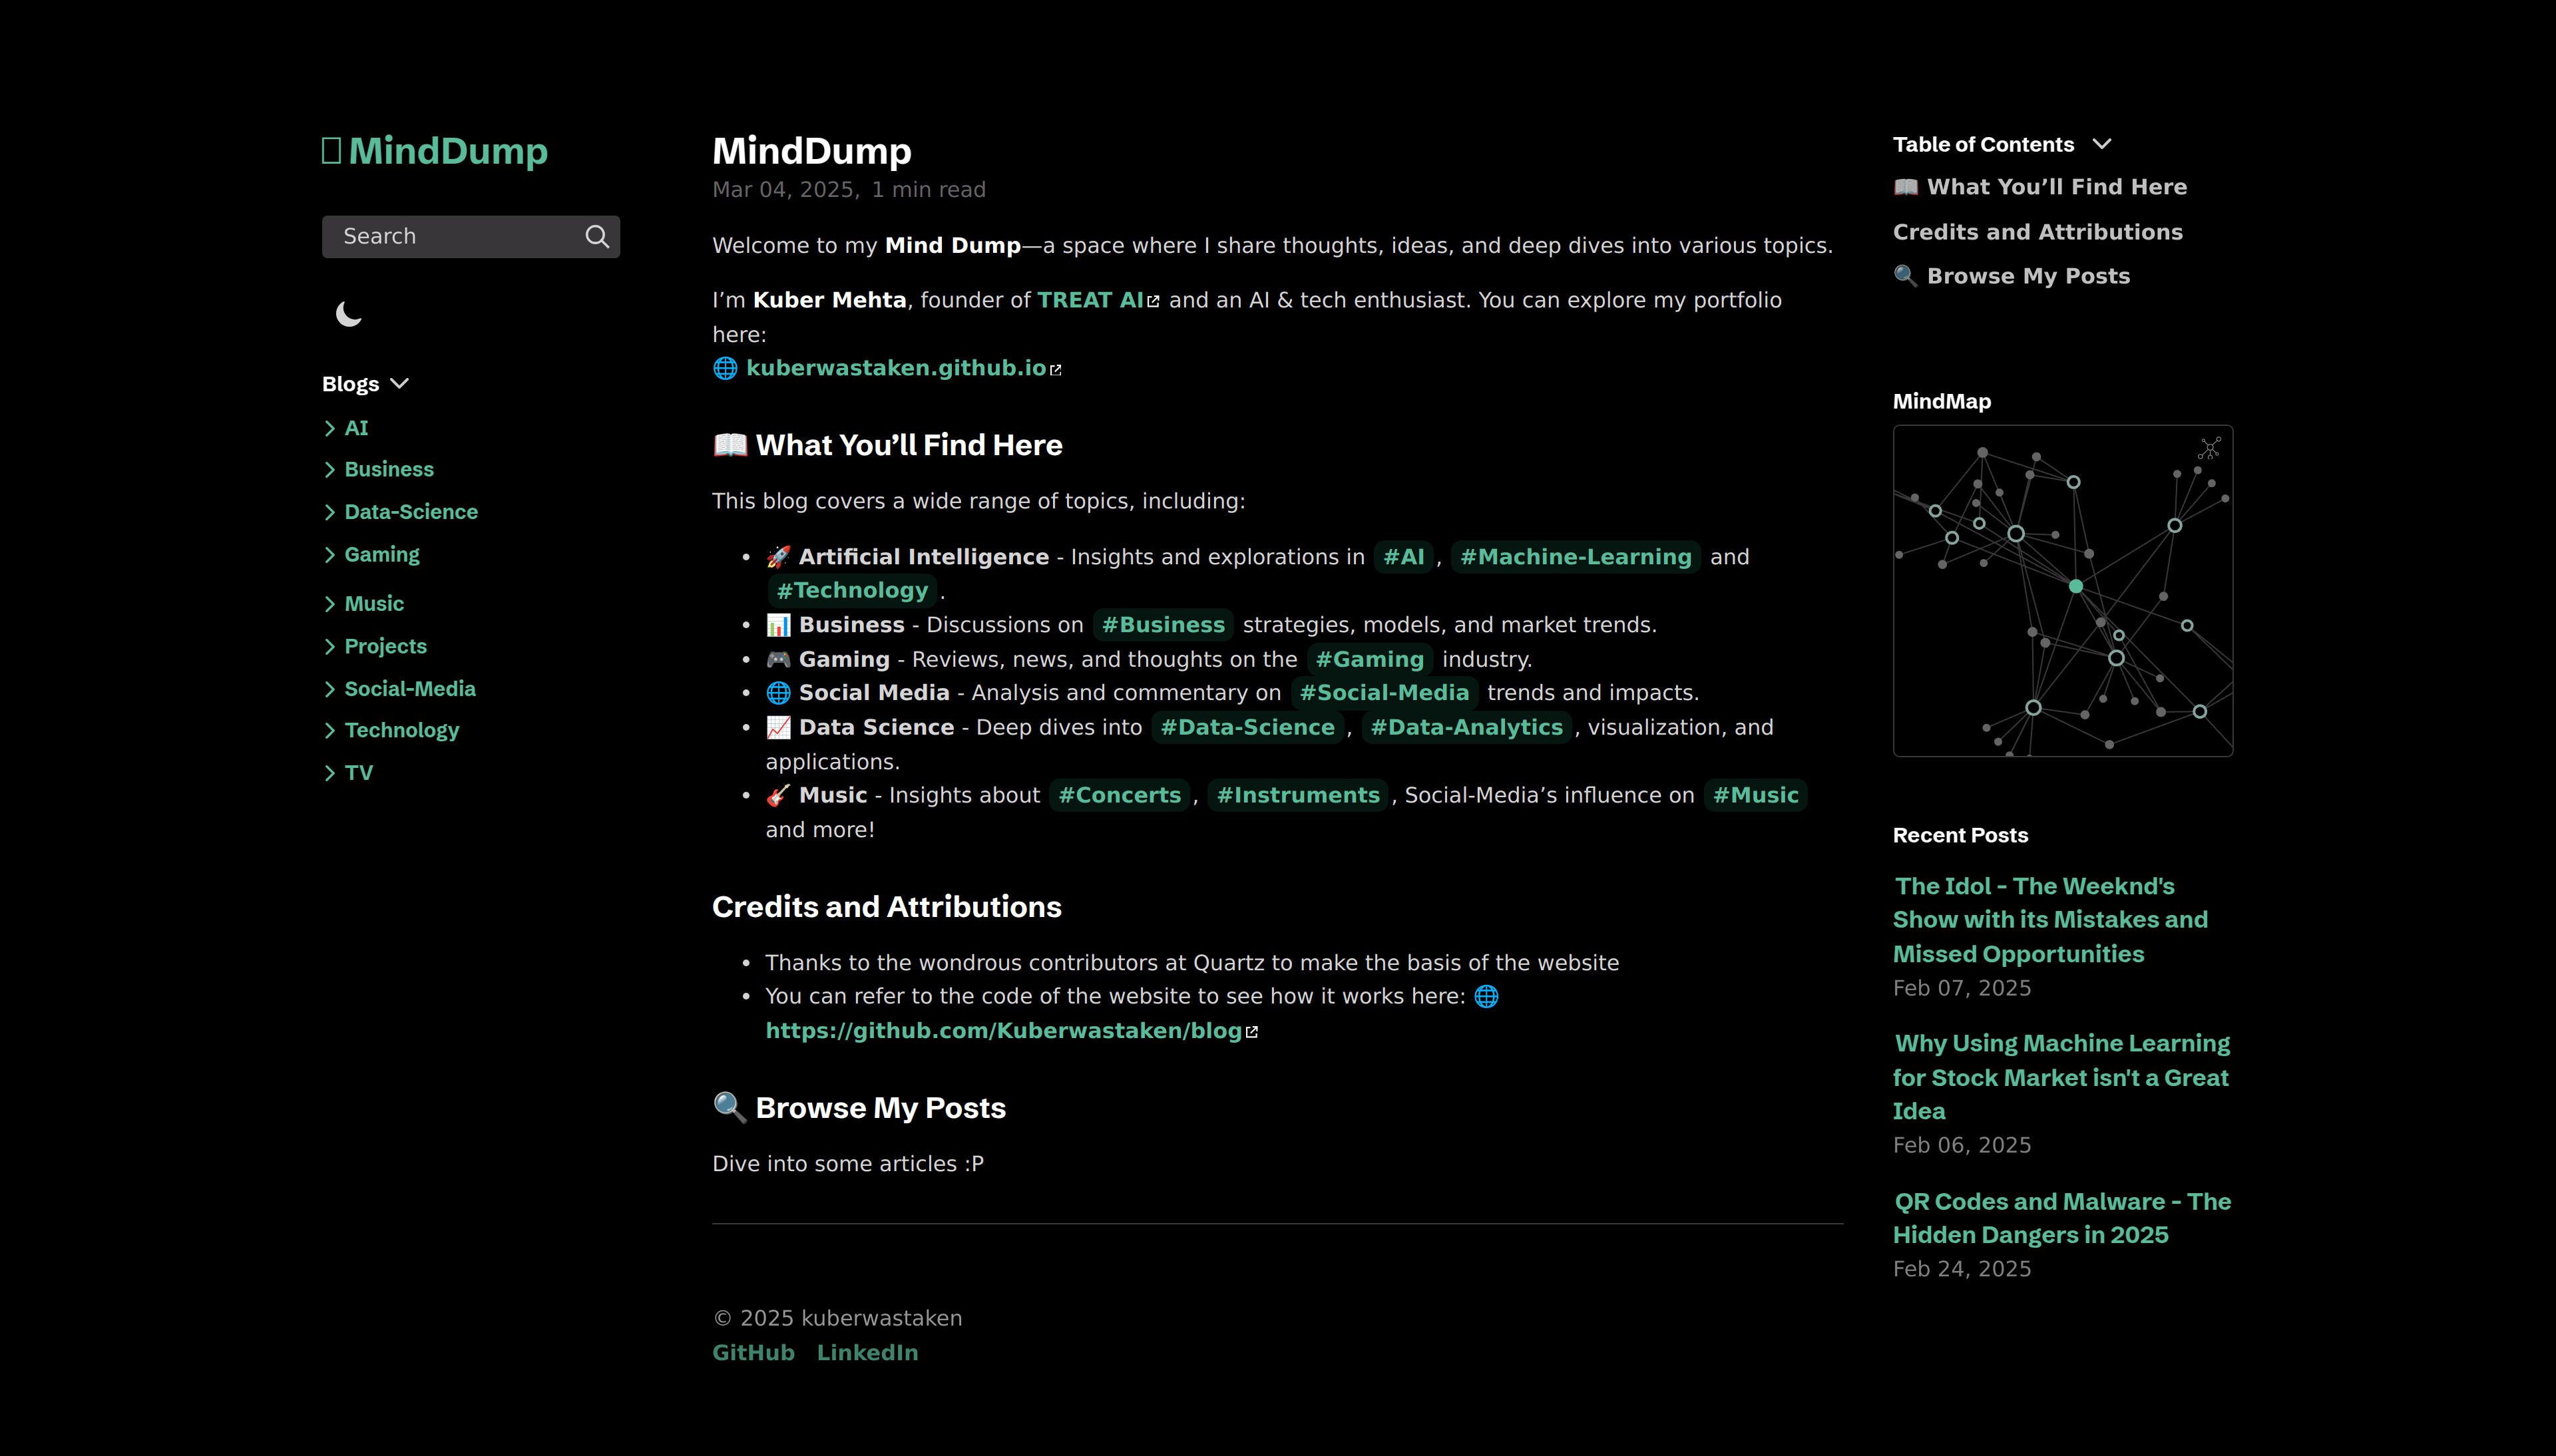 MindDump
Search
Blogs
AI
Business
Data-Science
Gaming
Music
Projects
Social-Media
Technology
TV
MindDump
Mar 04, 2025, 1 min read
Welcome to my Mind Dump—a space where I share thoughts, ideas, and deep dives into various topics.
I’m Kuber Mehta, founder of TREAT AI and an AI & tech enthusiast. You can explore my portfolio
here:
🌐 kuberwastaken.github.io
📖 What You’ll Find Here
This blog covers a wide range of topics, including:
• 🚀 Artificial Intelligence - Insights and explorations in #AI, #Machine-Learning and
#Technology.
• 📊 Business - Discussions on #Business strategies, models, and market trends.
• 🎮 Gaming - Reviews, news, and thoughts on the #Gaming industry.
• 🌐 Social Media - Analysis and commentary on #Social-Media trends and impacts.
• 📈 Data Science - Deep dives into #Data-Science, #Data-Analytics, visualization, and
applications.
• 🎸 Music - Insights about #Concerts, #Instruments, Social-Media’s influence on #Music
and more!
Credits and Attributions
• Thanks to the wondrous contributors at Quartz to make the basis of the website
• You can refer to the code of the website to see how it works here: 🌐
https://github.com/Kuberwastaken/blog
🔍 Browse My Posts
Dive into some articles :P
© 2025 kuberwastaken
GitHub LinkedIn
Table of Contents
📖 What You’ll Find Here
Credits and Attributions
🔍 Browse My Posts
MindMap
Recent Posts
The Idol - The Weeknd's
Show with its Mistakes and
Missed Opportunities
Feb 07, 2025
Why Using Machine Learning
for Stock Market isn't a Great
Idea
Feb 06, 2025
QR Codes and Malware - The
Hidden Dangers in 2025
Feb 24, 2025